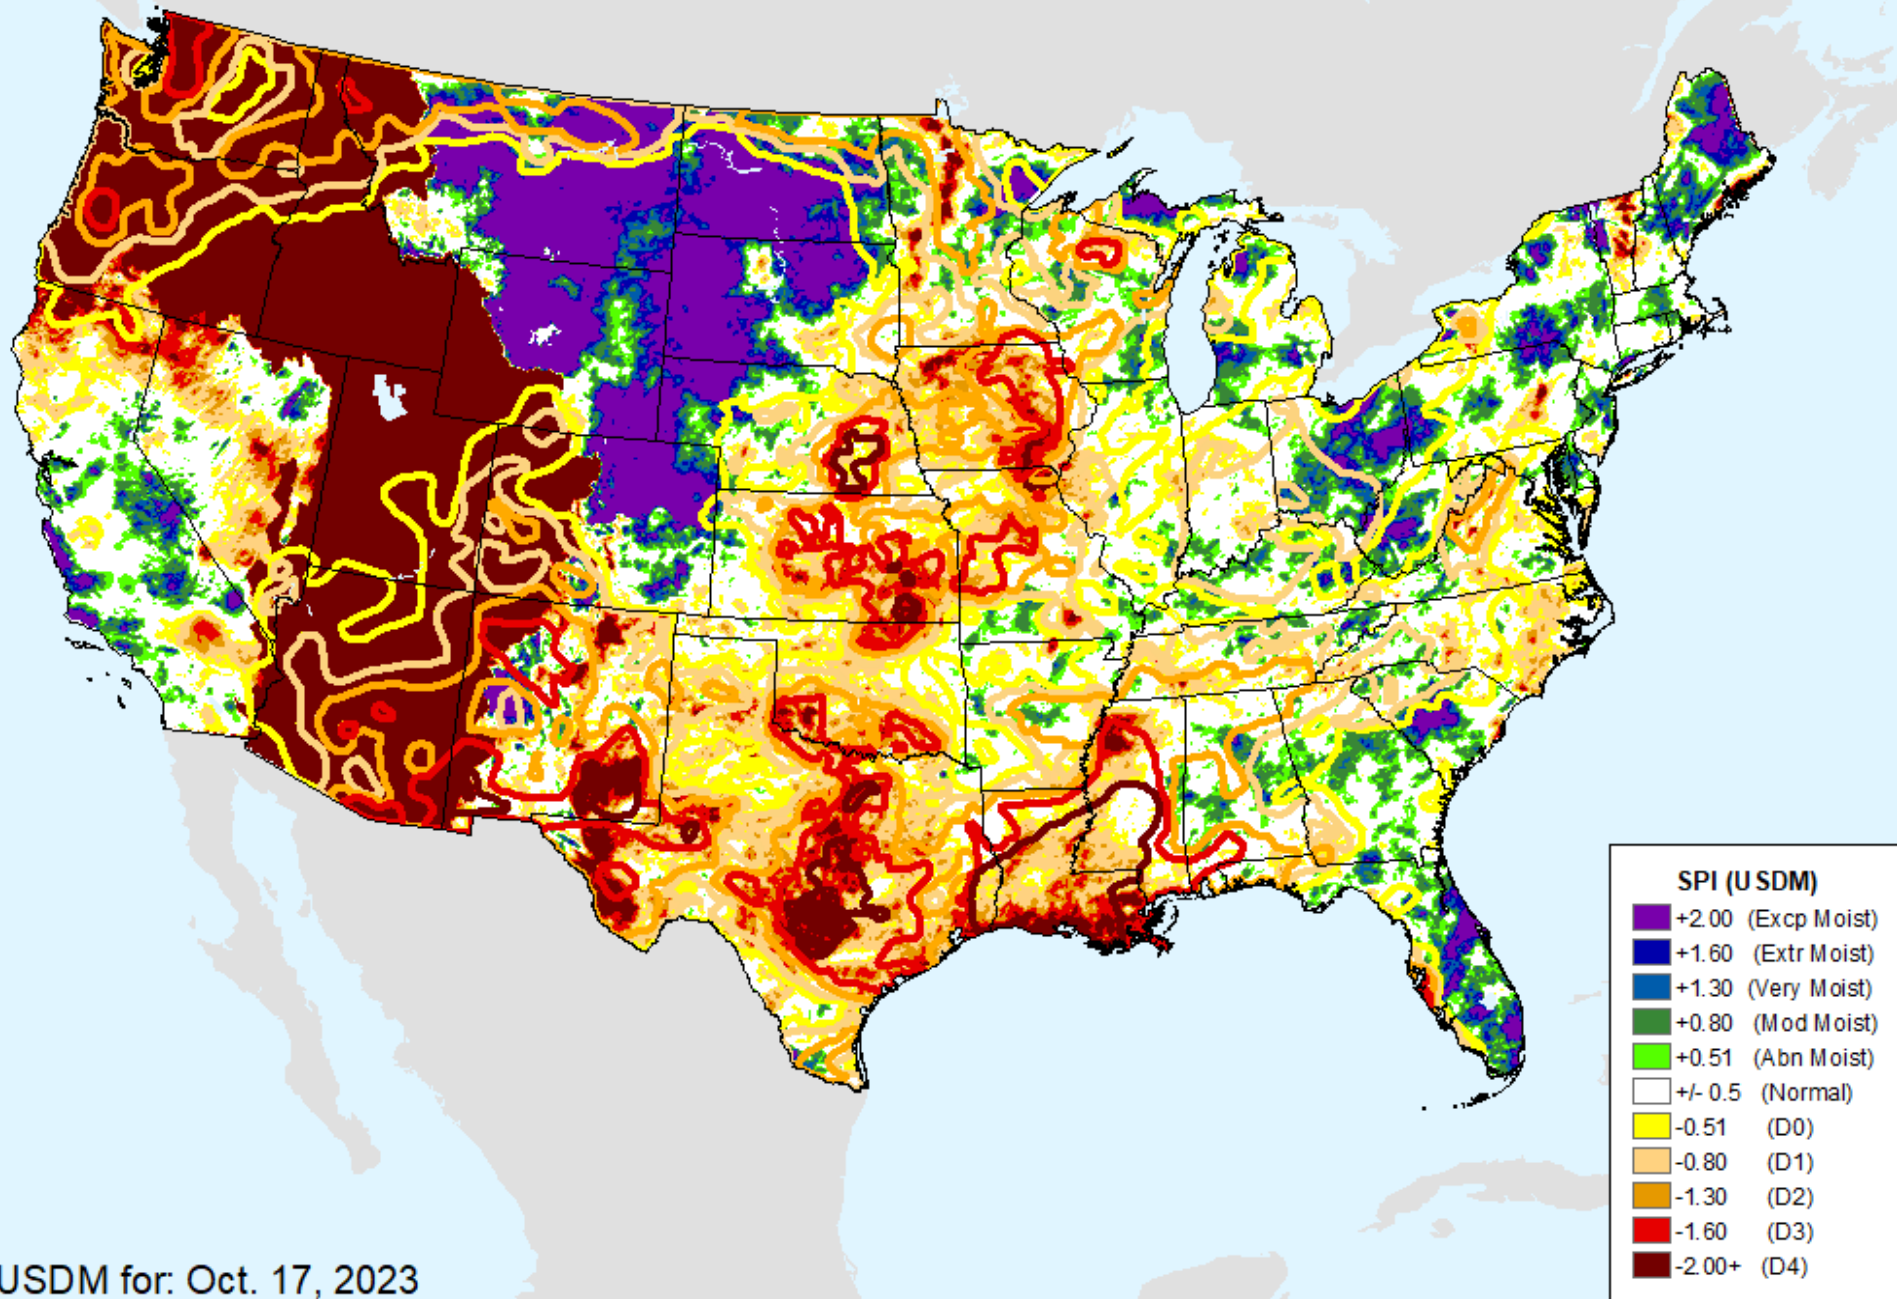 SPI (USDM)
+2.00 (Excp Moist)
+1.60 (Extr Moist)
+1.30 (Very Moist)
+0.80 (Mod Moist)
+0.51 (Abn Moist)
+/- 0.5 (Normal)
-0.51 (D0)
-0.80 (D1)
-1.30 (D2)
-1.60 (D3)
-2.00+ (D4)
USDM for: Oct. 17, 2023